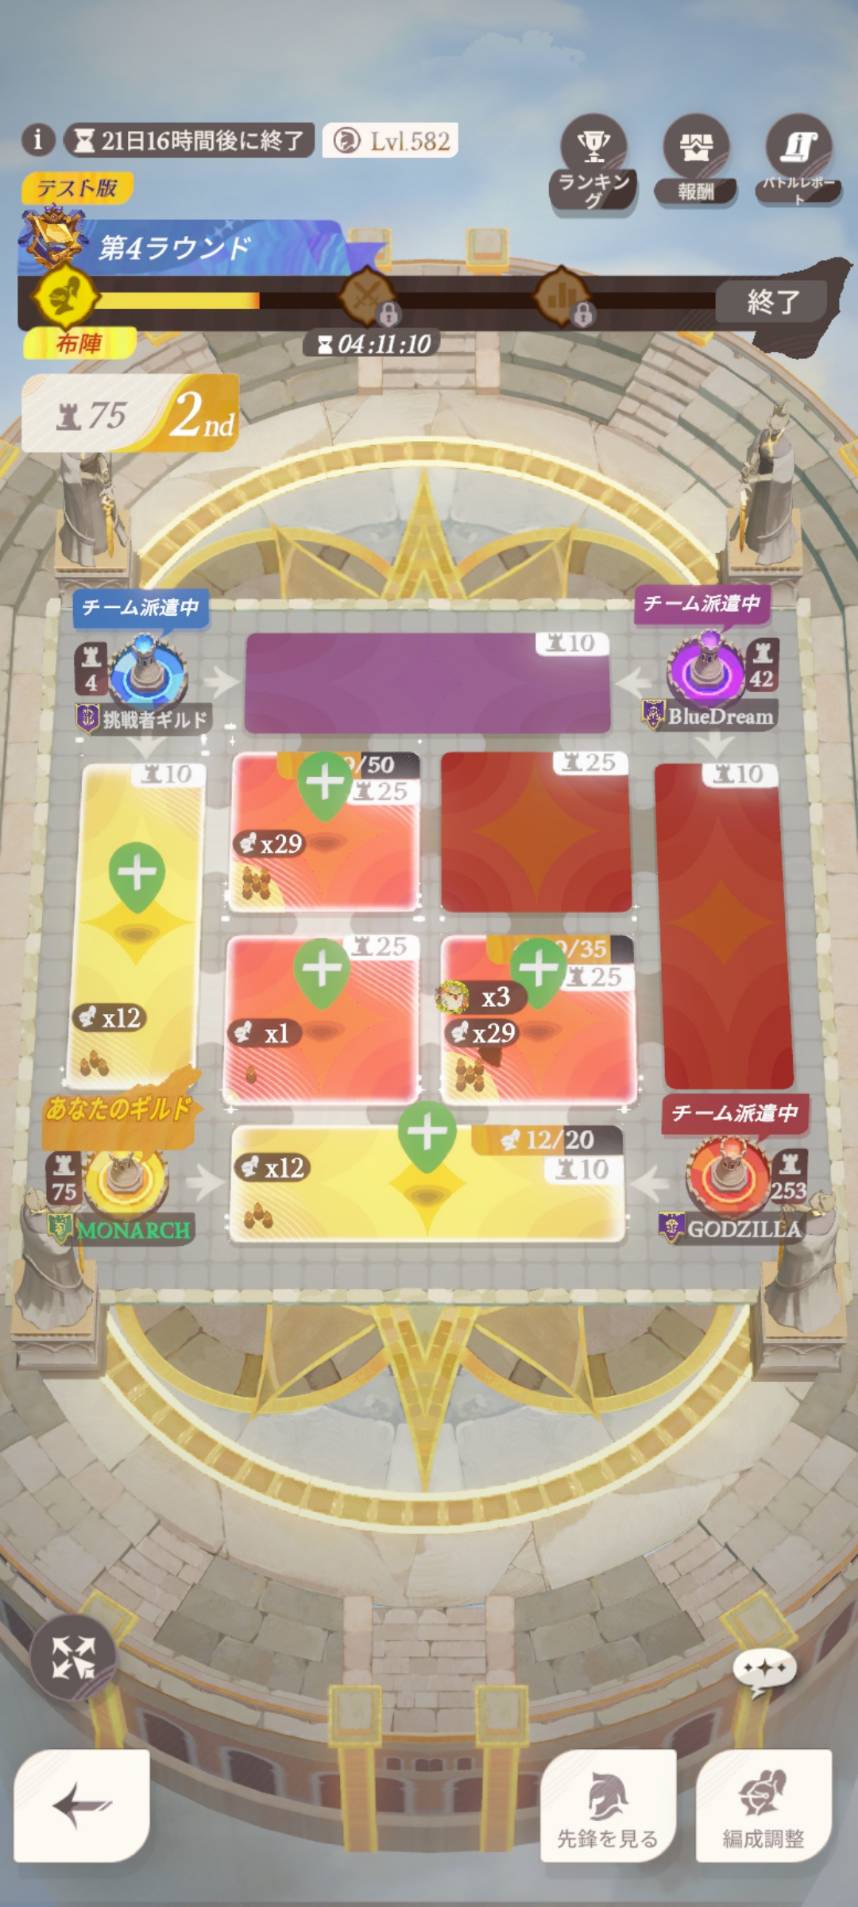 i
21日16時間後に終了
Lvl.582
ランキング
報酬
バトルレポート
テスト版
第4ラウンド
終了
布陣
04:11:10
75
2nd
チーム派遣中
チーム派遣中
4
10
42
挑戦者ギルド
BlueDream
10
/50
25
25
10
x29
25
/35
25
x3
x12
x1
x29
あなたのギルド
チーム派遣中
12/20
x12
10
75
253
MONARCH
GODZILLA
先鋒を見る
編成調整